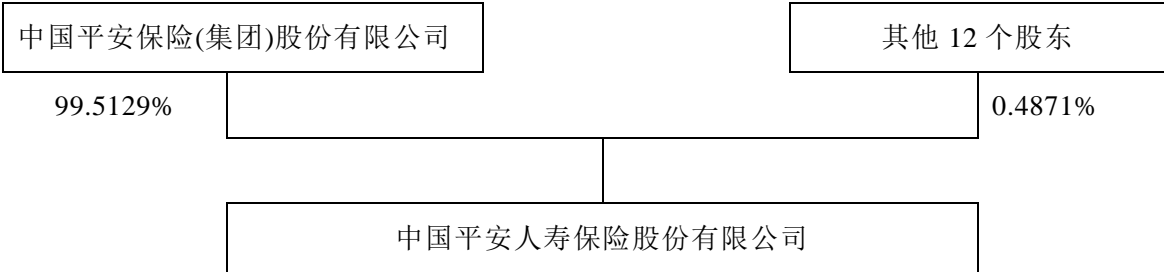 中国平安保险(集团)股份有限公司
其他 12 个股东
99.5129%
0.4871%
中国平安人寿保险股份有限公司